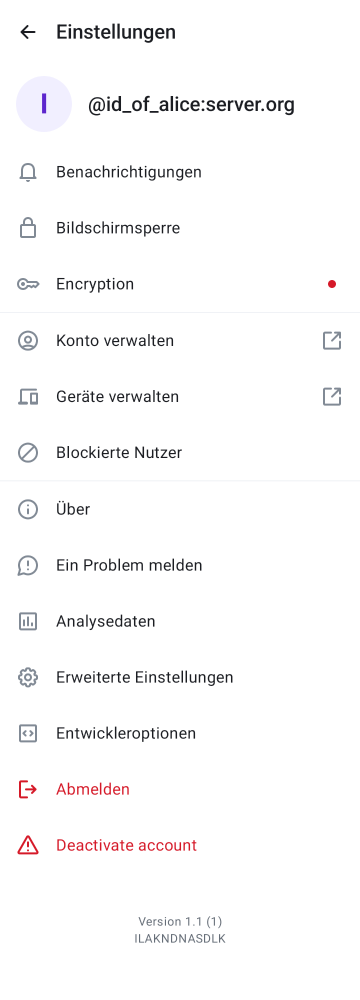 Einstellungen
I
@id_of_alice:server.org
Benachrichtigungen
Bildschirmsperre
Encryption
Konto verwalten
Geräte verwalten
Blockierte Nutzer
Über
Ein Problem melden
Analysedaten
Erweiterte Einstellungen
Entwickleroptionen
Abmelden
Deactivate account
Version 1.1 (1)
ILAKNDNASDLK